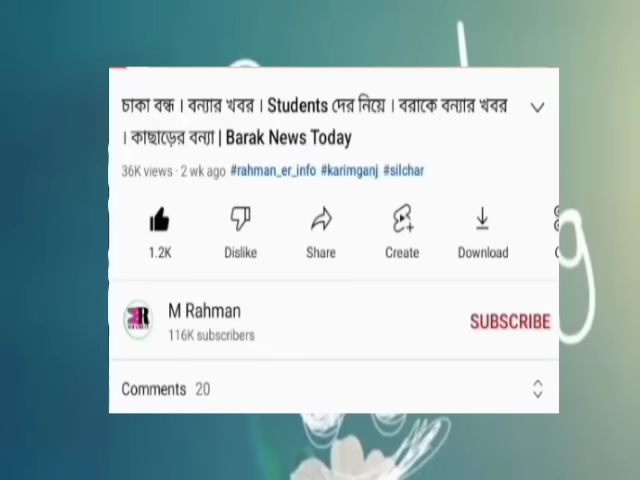 চাকা বন্ধ । বন্যার খবর । Students দের নিয়ে । বরাকে বন্যার খবর
। কাছাড়ের বন্যা | Barak News Today
36K views · 2 wk ago #rahman_er_info #karimganj #silchar
1.2K Dislike Share Create Download
M Rahman
116K subscribers
SUBSCRIBE
Comments 20